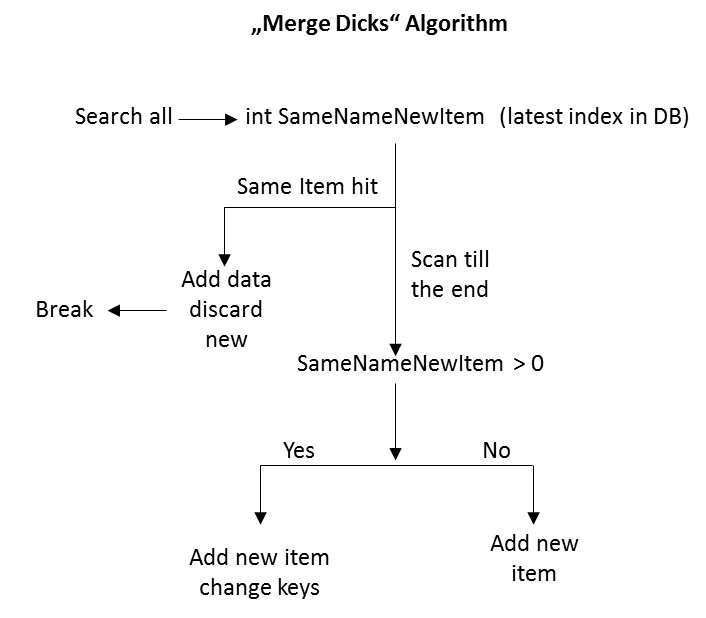 „Merge Dicks“ Algorithm
Search all
int SameNameNewItem (latest index in DB)
Same Item hit
Scan till
the end
Add data
discard
new
Break
SameNameNewItem > 0
Yes
No
Add new item
change keys
Add new
item